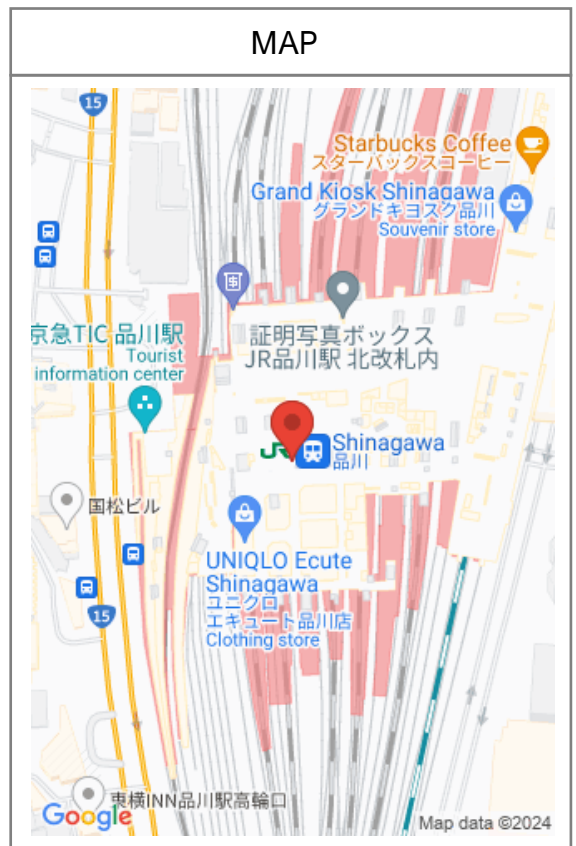 MAP
15
Starbucks Coffee
スターバックスコーヒー
Grand Kiosk Shinagawa
グランドキヨスク品川
Souvenir store
証明写真ボックス
JR品川駅 北改札内
京急TIC 品川駅
Tourist
information center
JR
Shinagawa
品川
国松ビル
UNIQLO Ecute
Shinagawa
ユニクロ
エキュート品川店
Clothing store
15
東横INN品川駅高輪口
Google
Map data ©2024